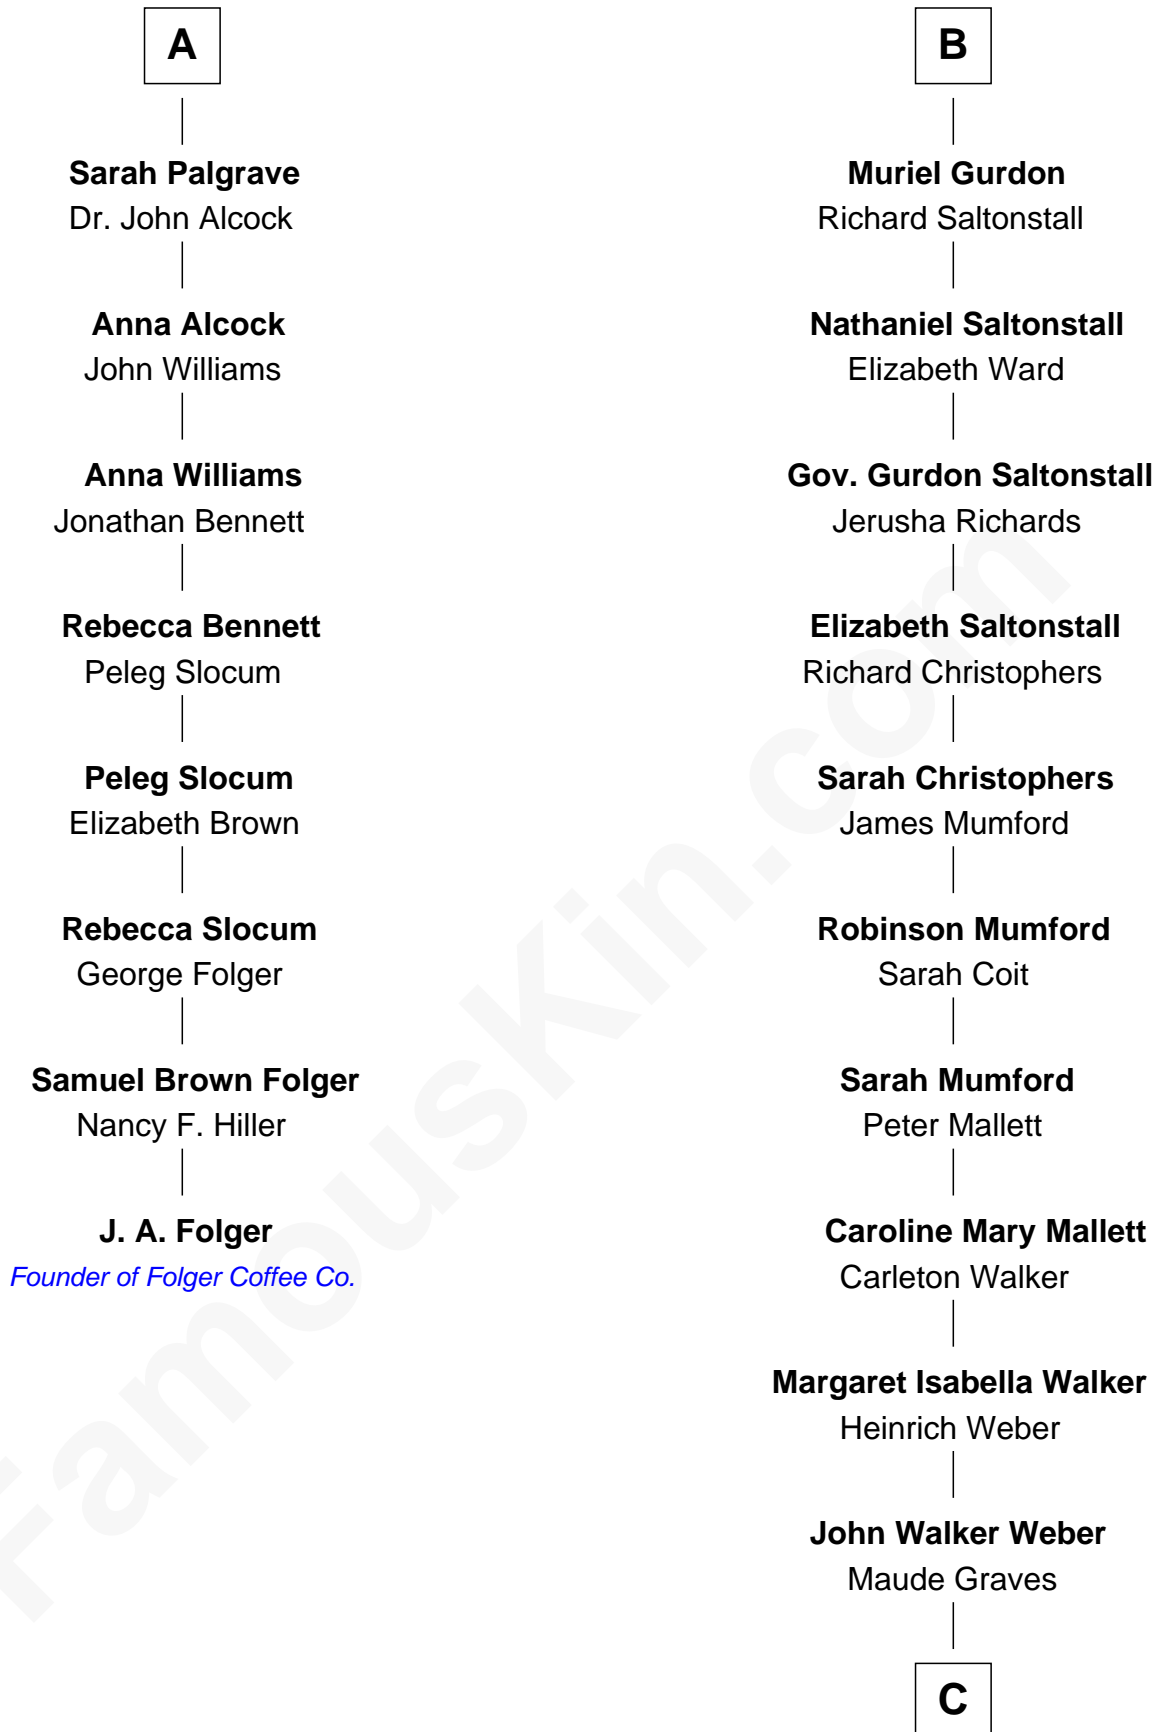 A
Sarah Palgrave
Dr. John Alcock
Anna Alcock
John Williams
Anna Williams
Jonathan Bennett
Rebecca Bennett
Peleg Slocum
Peleg Slocum
Elizabeth Brown
Rebecca Slocum
George Folger
Samuel Brown Folger
Nancy F. Hiller
J. A. Folger
Founder of Folger Coffee Co.
B
Muriel Gurdon
Richard Saltonstall
Nathaniel Saltonstall
Elizabeth Ward
Gov. Gurdon Saltonstall
Jerusha Richards
Elizabeth Saltonstall
Richard Christophers
Sarah Christophers
James Mumford
Robinson Mumford
Sarah Coit
Sarah Mumford
Peter Mallett
Caroline Mary Mallett
Carleton Walker
Margaret Isabella Walker
Heinrich Weber
John Walker Weber
Maude Graves
C
FamousKin.com